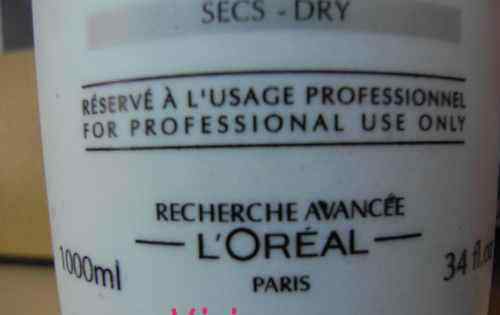 SECS - DRY
RÉSERVÉ À L'USAGE PROFESSIONNEL
FOR PROFESSIONAL USE ONLY
RECHERCHE AVANCÉE
L'ORÉAL
PARIS
1000ml
34 fl.